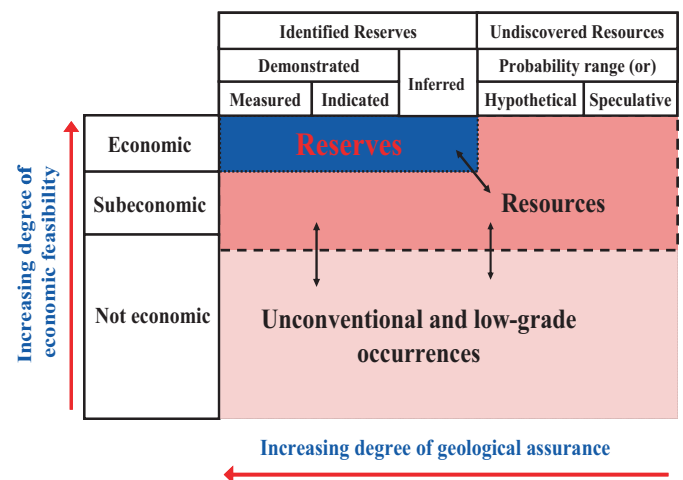 Identified Reserves
Undiscovered Resources
Demonstrated
Inferred
Probability range (or)
Measured
Indicated
Hypothetical
Speculative
Economic
Reserves
Subeconomic
Resources
Not economic
Unconventional and low-grade
occurrences
Increasing degree of
economic feasibility
Increasing degree of geological assurance